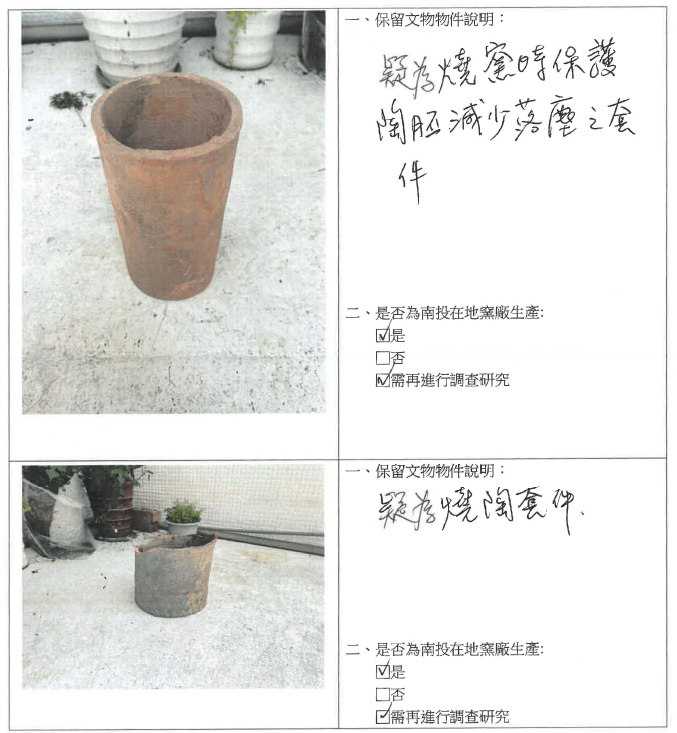 一、保留文物物件說明：
疑為燒窯時保護
陶胚減少落塵之套
件
二、是否為南投在地窯廠生產:
☑是
☐否
☑需再進行調查研究
一、保留文物物件說明：
疑為燒陶套件.
二、是否為南投在地窯廠生產:
☑是
☐否
☑需再進行調查研究